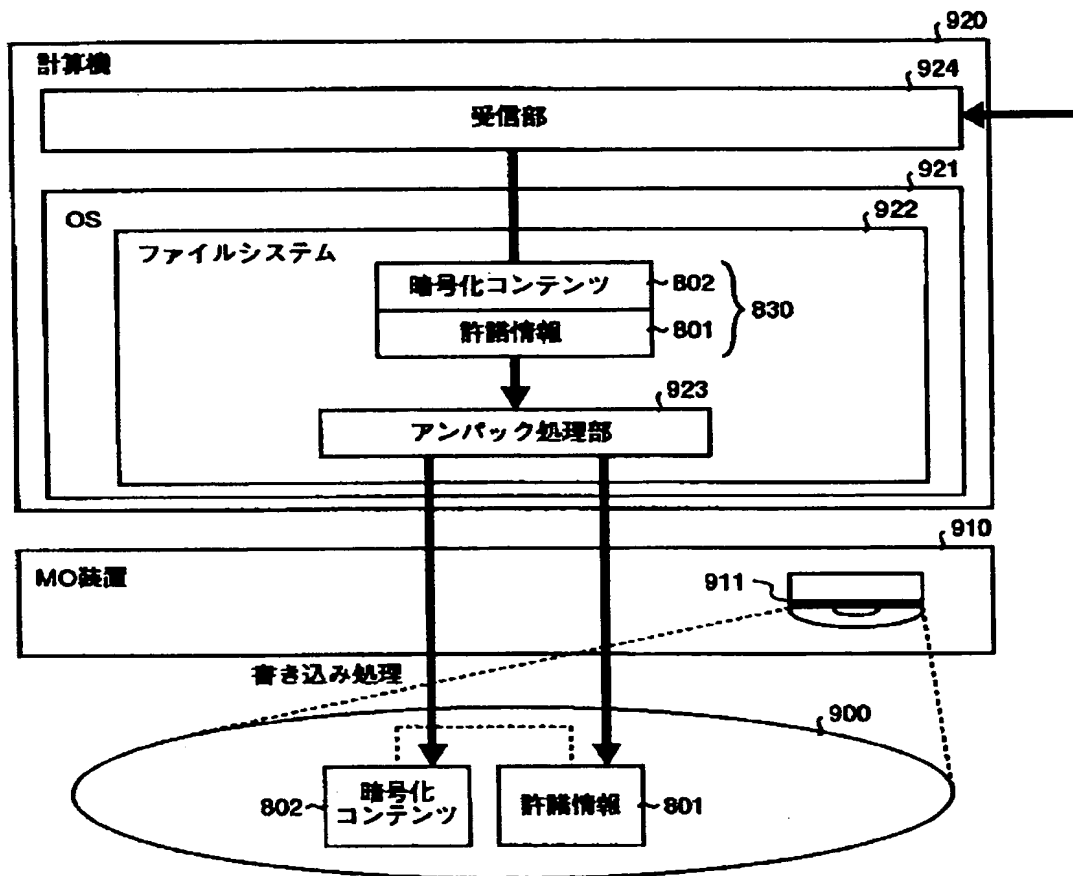 920
計算機
924
受信部
921
OS
922
ファイルシステム
暗号化コンテンツ
802
許諾情報
801
830
923
アンパック処理部
910
MO装置
911
書き込み処理
900
802
暗号化
コンテンツ
許諾情報
801